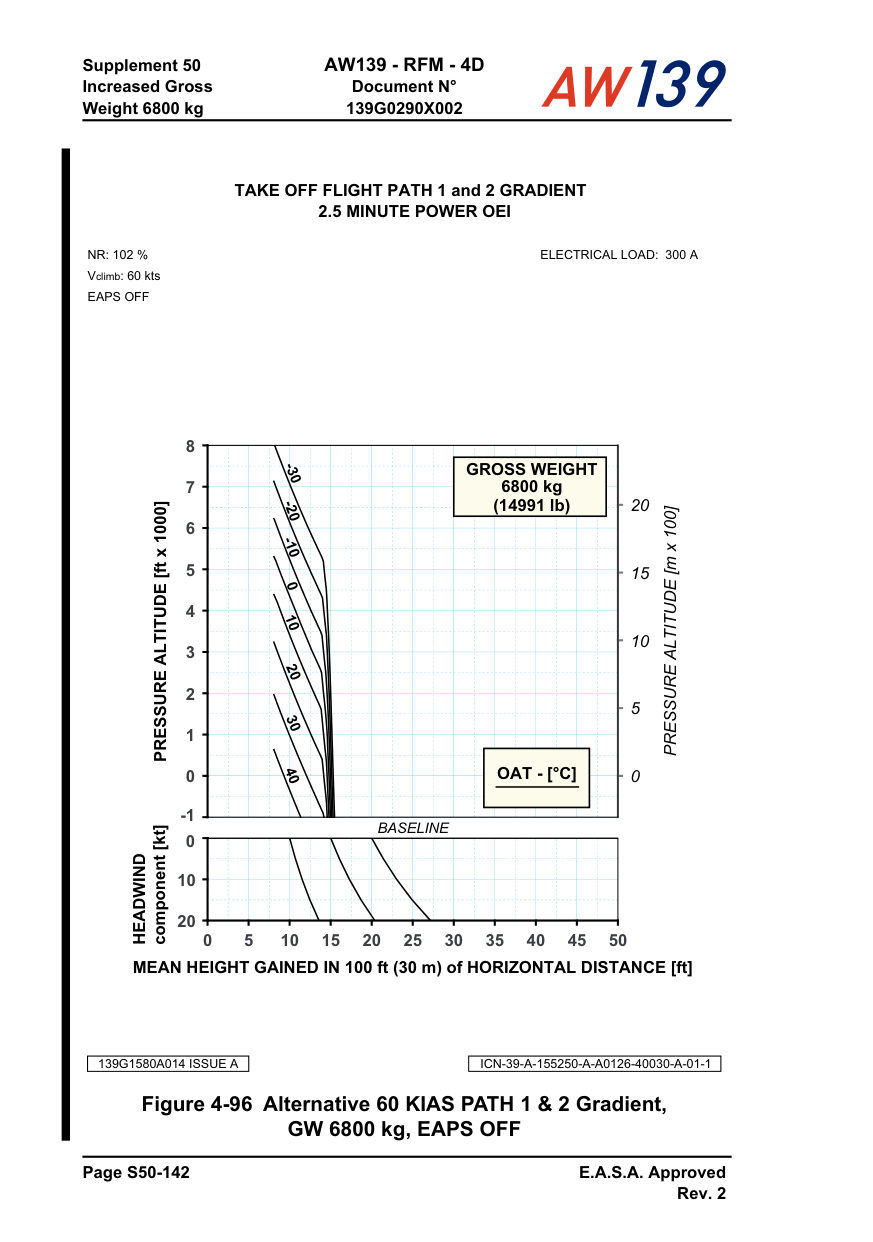 Supplement 50
Increased Gross
Weight 6800 kg
AW139 - RFM - 4D
Document N°
139G0290X002
AW139
TAKE OFF FLIGHT PATH 1 and 2 GRADIENT
2.5 MINUTE POWER OEI
NR: 102 %
Vclimb: 60 kts
EAPS OFF
ELECTRICAL LOAD: 300 A
PRESSURE ALTITUDE [ft x 1000]
8
7
6
5
4
3
2
1
0
-1
-30
-20
-10
0
10
20
30
40
GROSS WEIGHT
6800 kg
(14991 lb)
OAT - [°C]
20
15
10
5
0
PRESSURE ALTITUDE [m x 100]
BASELINE
HEADWIND
component [kt]
0
10
20
0 5 10 15 20 25 30 35 40 45 50
MEAN HEIGHT GAINED IN 100 ft (30 m) of HORIZONTAL DISTANCE [ft]
139G1580A014 ISSUE A
ICN-39-A-155250-A-A0126-40030-A-01-1
Figure 4-96 Alternative 60 KIAS PATH 1 & 2 Gradient,
GW 6800 kg, EAPS OFF
Page S50-142
E.A.S.A. Approved
Rev. 2